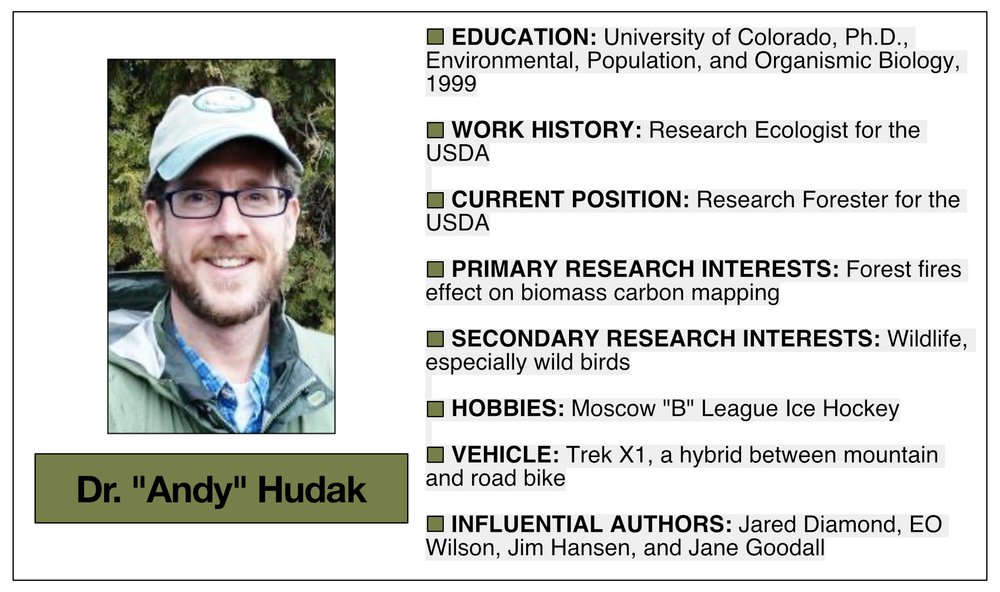 EDUCATION: University of Colorado, Ph.D.,
Environmental, Population, and Organismic Biology,
1999
WORK HISTORY: Research Ecologist for the
USDA
CURRENT POSITION: Research Forester for the
USDA
PRIMARY RESEARCH INTERESTS: Forest fires
effect on biomass carbon mapping
SECONDARY RESEARCH INTERESTS: Wildlife,
especially wild birds
HOBBIES: Moscow "B" League Ice Hockey
VEHICLE: Trek X1, a hybrid between mountain
and road bike
INFLUENTIAL AUTHORS: Jared Diamond, EO
Wilson, Jim Hansen, and Jane Goodall
Dr. "Andy" Hudak